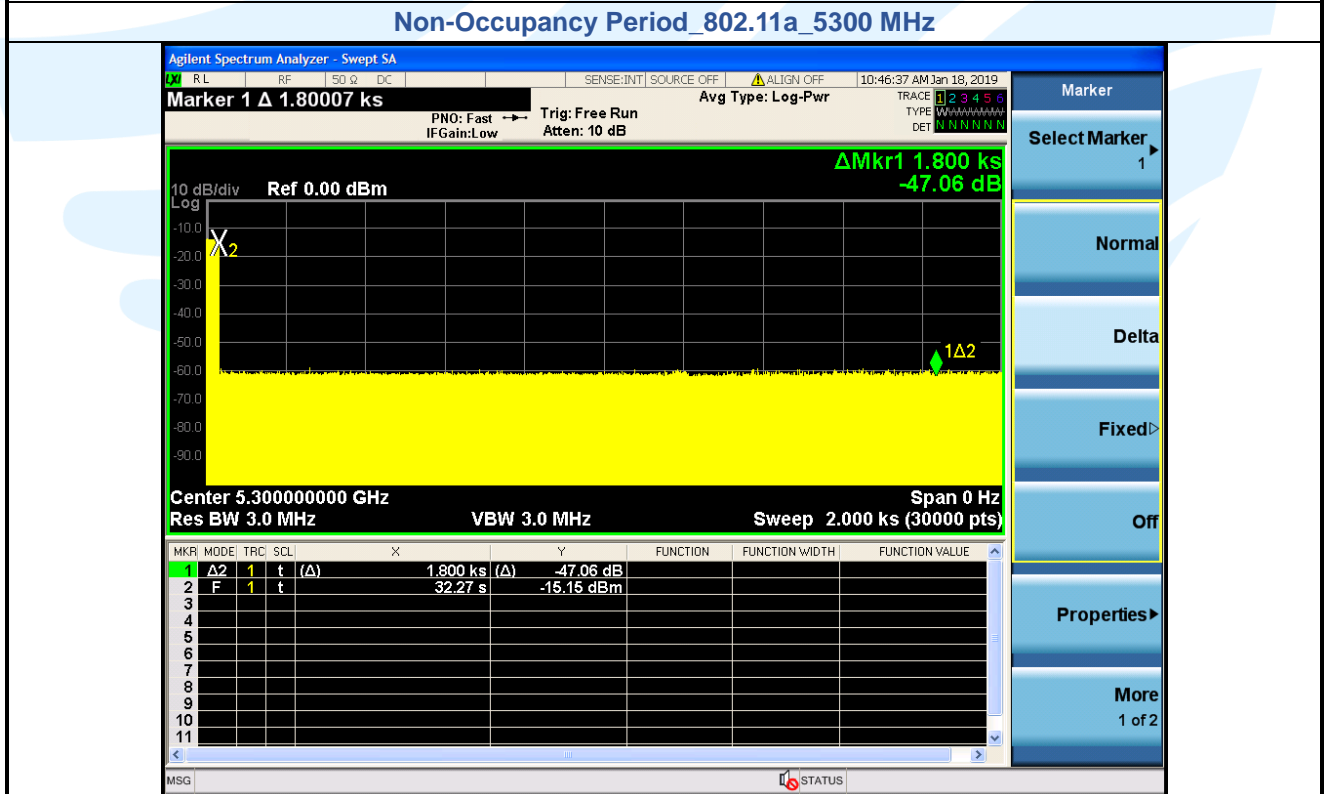 Non-Occupancy Period_802.11a_5300 MHz
Agilent Spectrum Analyzer - Swept SA
LXI RL RF 50 Ω DC SENSE:INT SOURCE OFF ALIGN OFF 10:46:37 AM Jan 18, 2019
Marker 1 Δ 1.80007 ks
PNO: Fast
IFGain:Low
Trig: Free Run
Atten: 10 dB
Avg Type: Log-Pwr
TRACE 1 2 3 4 5 6
TYPE WWWWWW
DET N N N N N N
ΔMkr1 1.800 ks
-47.06 dB
10 dB/div Ref 0.00 dBm
Log
-10.0
-20.0
-30.0
-40.0
-50.0
-60.0
-70.0
-80.0
-90.0
X2
1Δ2
Center 5.300000000 GHz Span 0 Hz
Res BW 3.0 MHz VBW 3.0 MHz Sweep 2.000 ks (30000 pts)
MKR MODE TRC SCL X Y FUNCTION FUNCTION WIDTH FUNCTION VALUE
1 Δ2 1 t (Δ) 1.800 ks (Δ) -47.06 dB
2 F 1 t 32.27 s -15.15 dBm
3
4
5
6
7
8
9
10
11
MSG STATUS
Marker
Select Marker
1
Normal
Delta
Fixed
Off
Properties
More
1 of 2